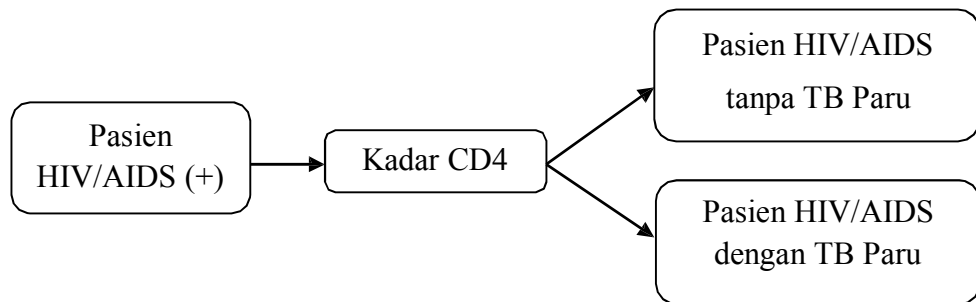 Pasien
HIV/AIDS (+)
Kadar CD4
Pasien HIV/AIDS
tanpa TB Paru
Pasien HIV/AIDS
dengan TB Paru